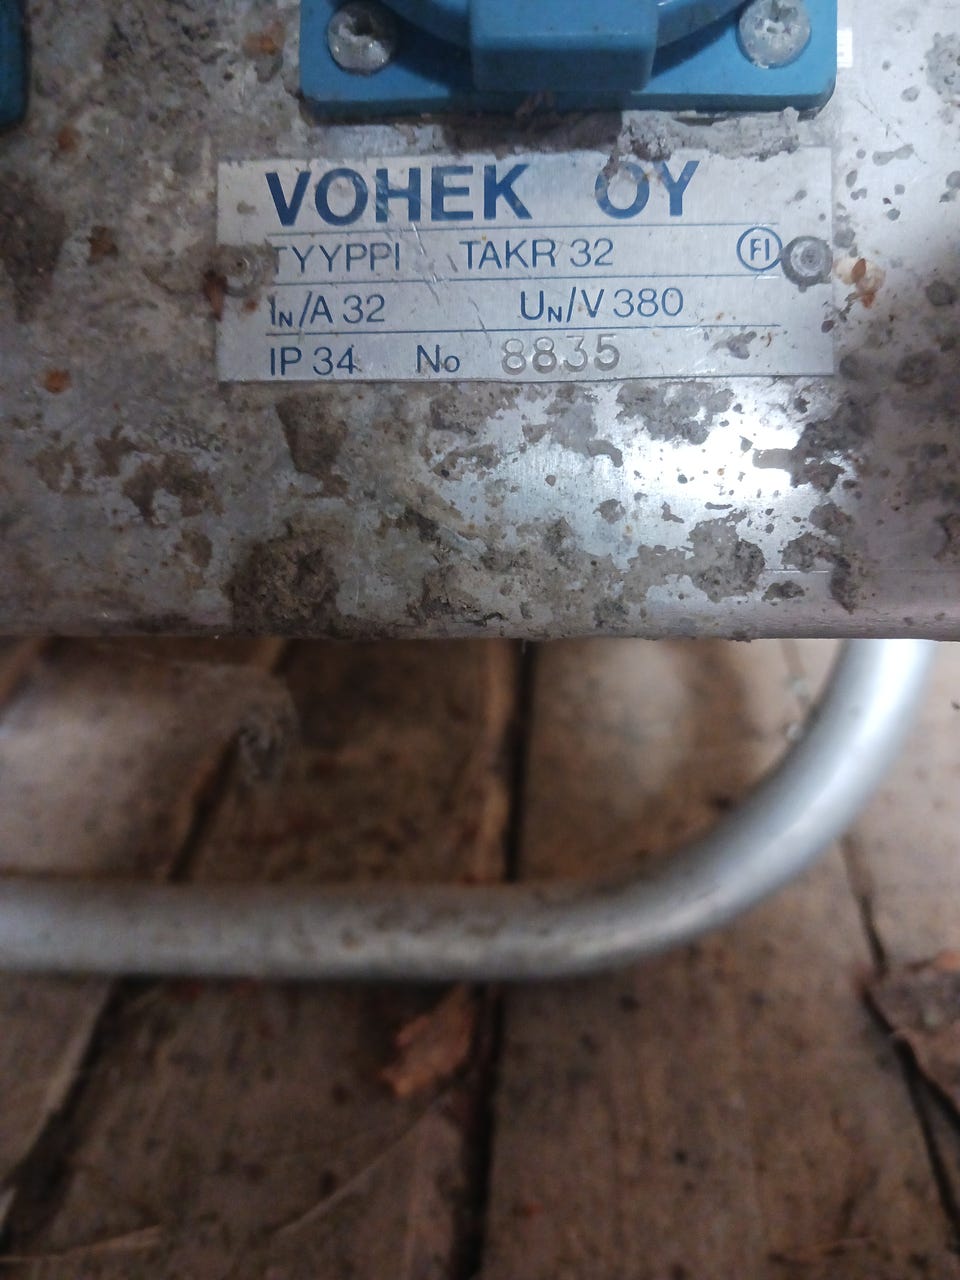 VOHEK OY
TYYPPI TAKR 32 FI
IN/A 32 UN/V 380
IP 34 No 8835